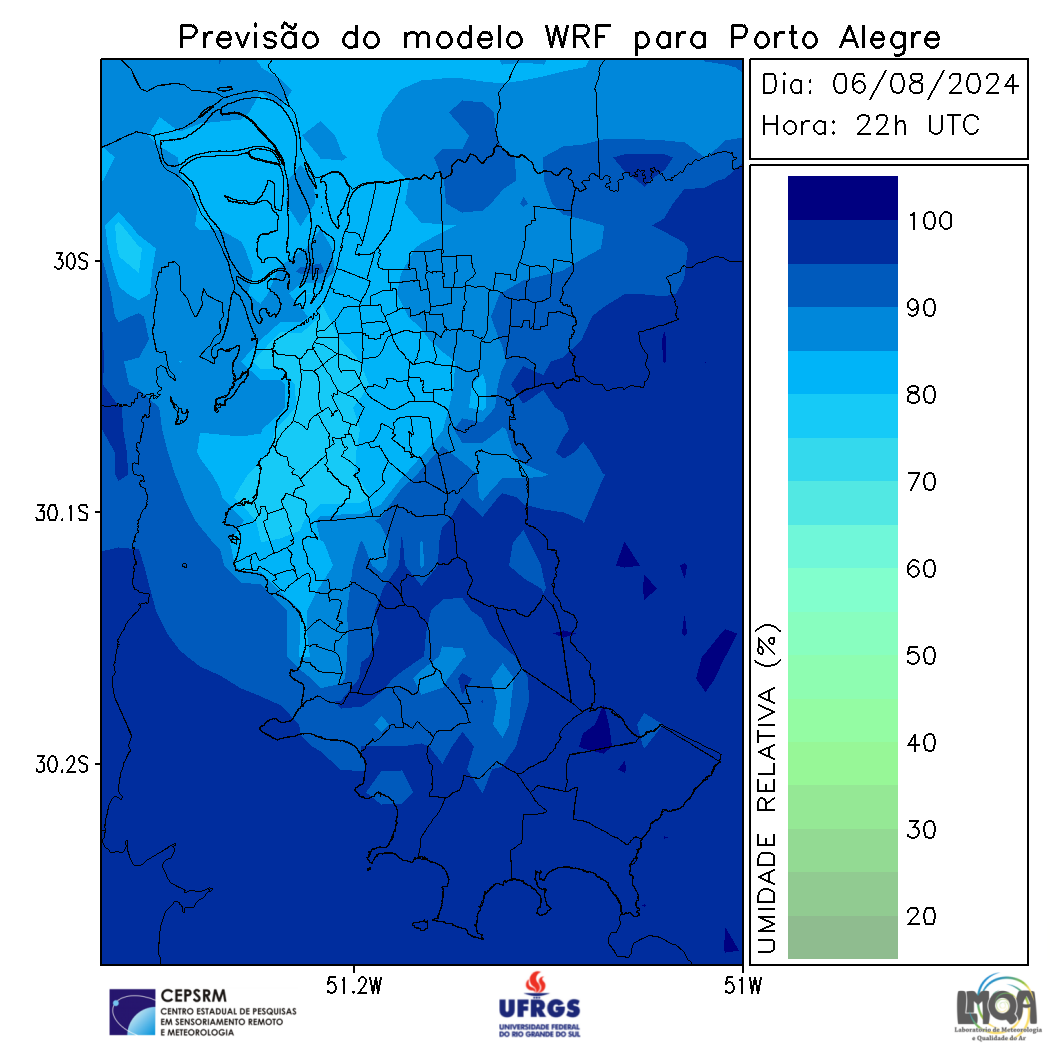 Previsão do modelo WRF para Porto Alegre
Dia: 06/08/2024
Hora: 22h UTC
100
90
80
70
60
50
40
30
20
UMIDADE RELATIVA (%)
30S
30.1S
30.2S
51.2W
51W
CEPSRM
CENTRO ESTADUAL DE PESQUISAS
EM SENSORIAMENTO REMOTO
E METEOROLOGIA
UFRGS
UNIVERSIDADE FEDERAL
DO RIO GRANDE DO SUL
LMQA
Laboratório de Meteorologia
e Qualidade do Ar